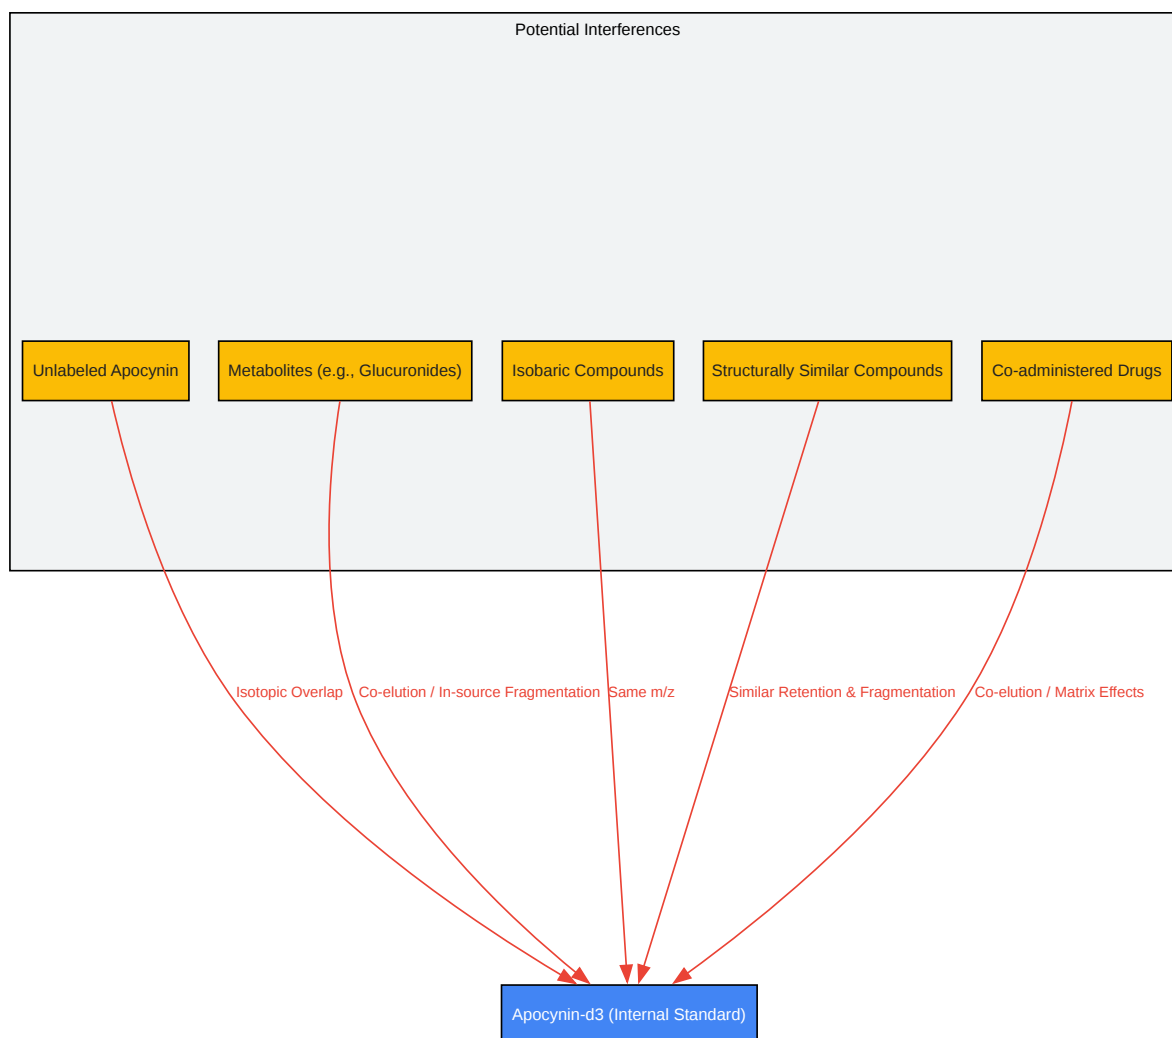 Potential Interferences
Unlabeled Apocynin
Metabolites (e.g., Glucuronides)
Isobaric Compounds
Structurally Similar Compounds
Co-administered Drugs
Isotopic Overlap
Co-elution / In-source Fragmentation
Same m/z
Similar Retention & Fragmentation
Co-elution / Matrix Effects
Apocynin-d3 (Internal Standard)